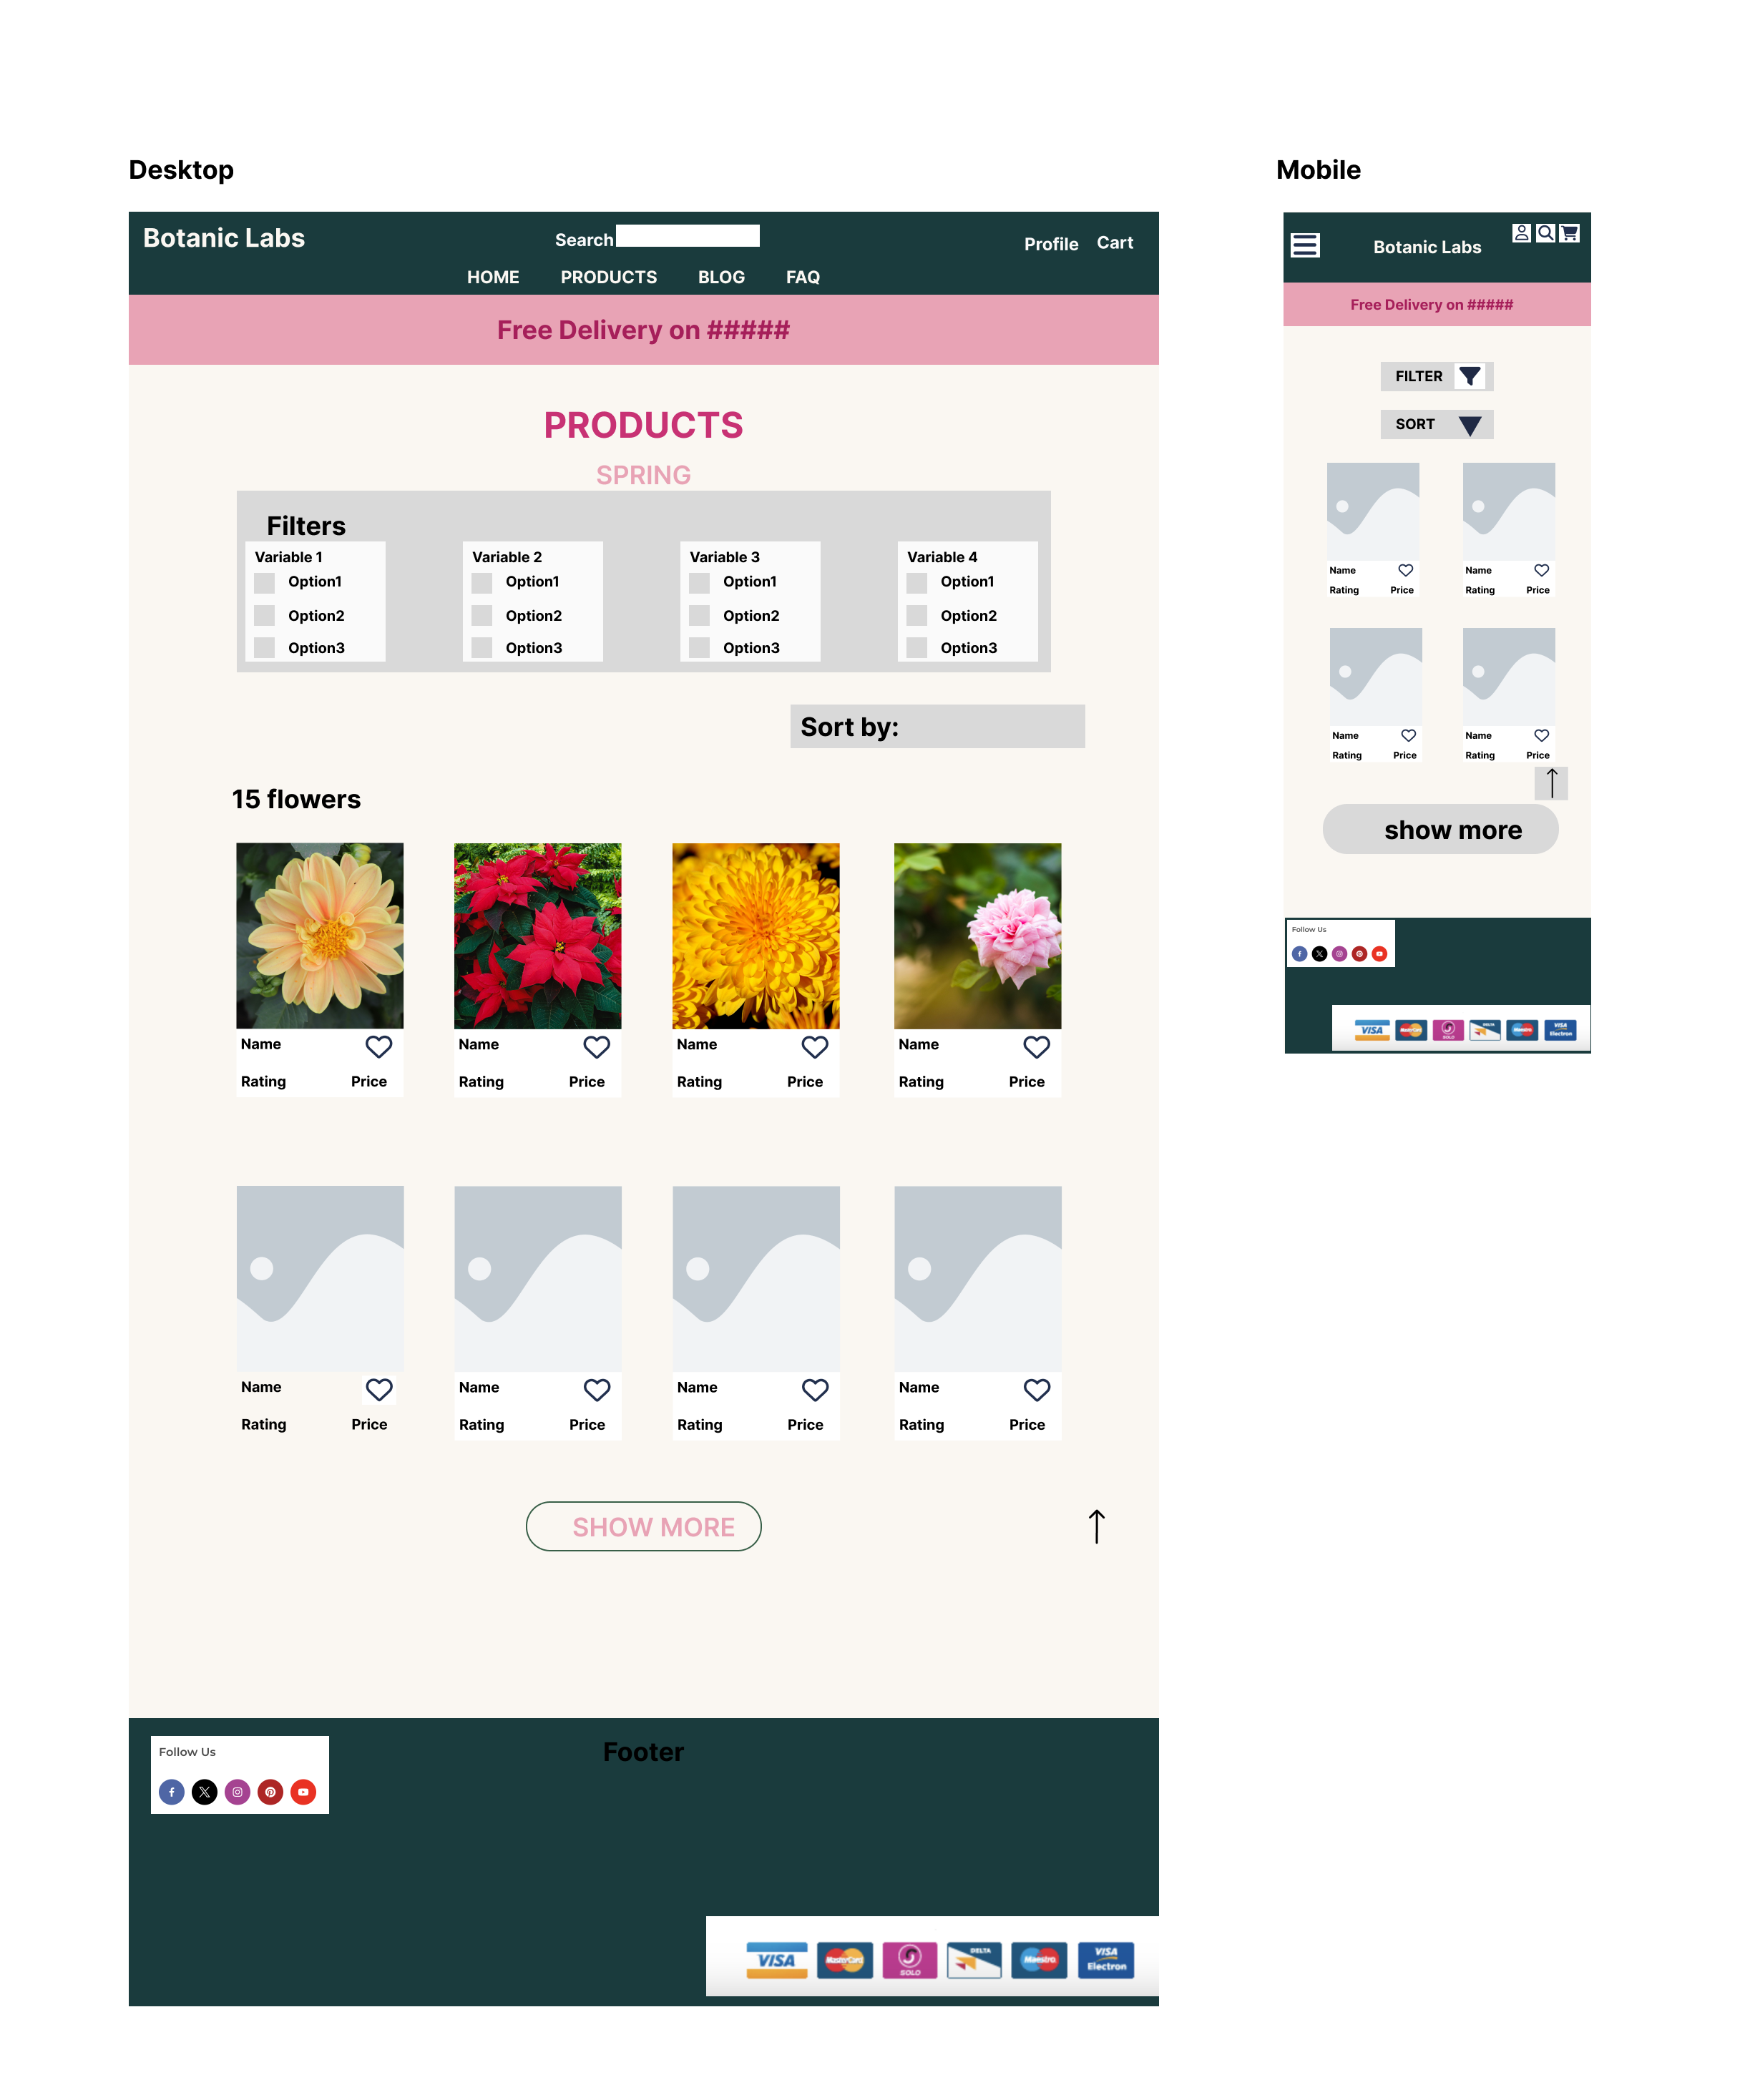 Desktop
Botanic Labs
Search
Profile Cart
HOME PRODUCTS BLOG FAQ
Free Delivery on #####
PRODUCTS
SPRING
Filters
Variable 1 Variable 2 Variable 3 Variable 4
Option1 Option1 Option1 Option1
Option2 Option2 Option2 Option2
Option3 Option3 Option3 Option3
Sort by:
15 flowers
Name Name Name Name
Rating Price Rating Price Rating Price Rating Price
Name Name Name Name
Rating Price Rating Price Rating Price Rating Price
SHOW MORE
Footer
Follow Us
VISA MasterCard SOLO DELTA Maestro VISA Electron
Mobile
Botanic Labs
Free Delivery on #####
FILTER
SORT
Name Name
Rating Price Rating Price
Name Name
Rating Price Rating Price
show more
Follow Us
VISA MasterCard SOLO DELTA Maestro VISA Electron